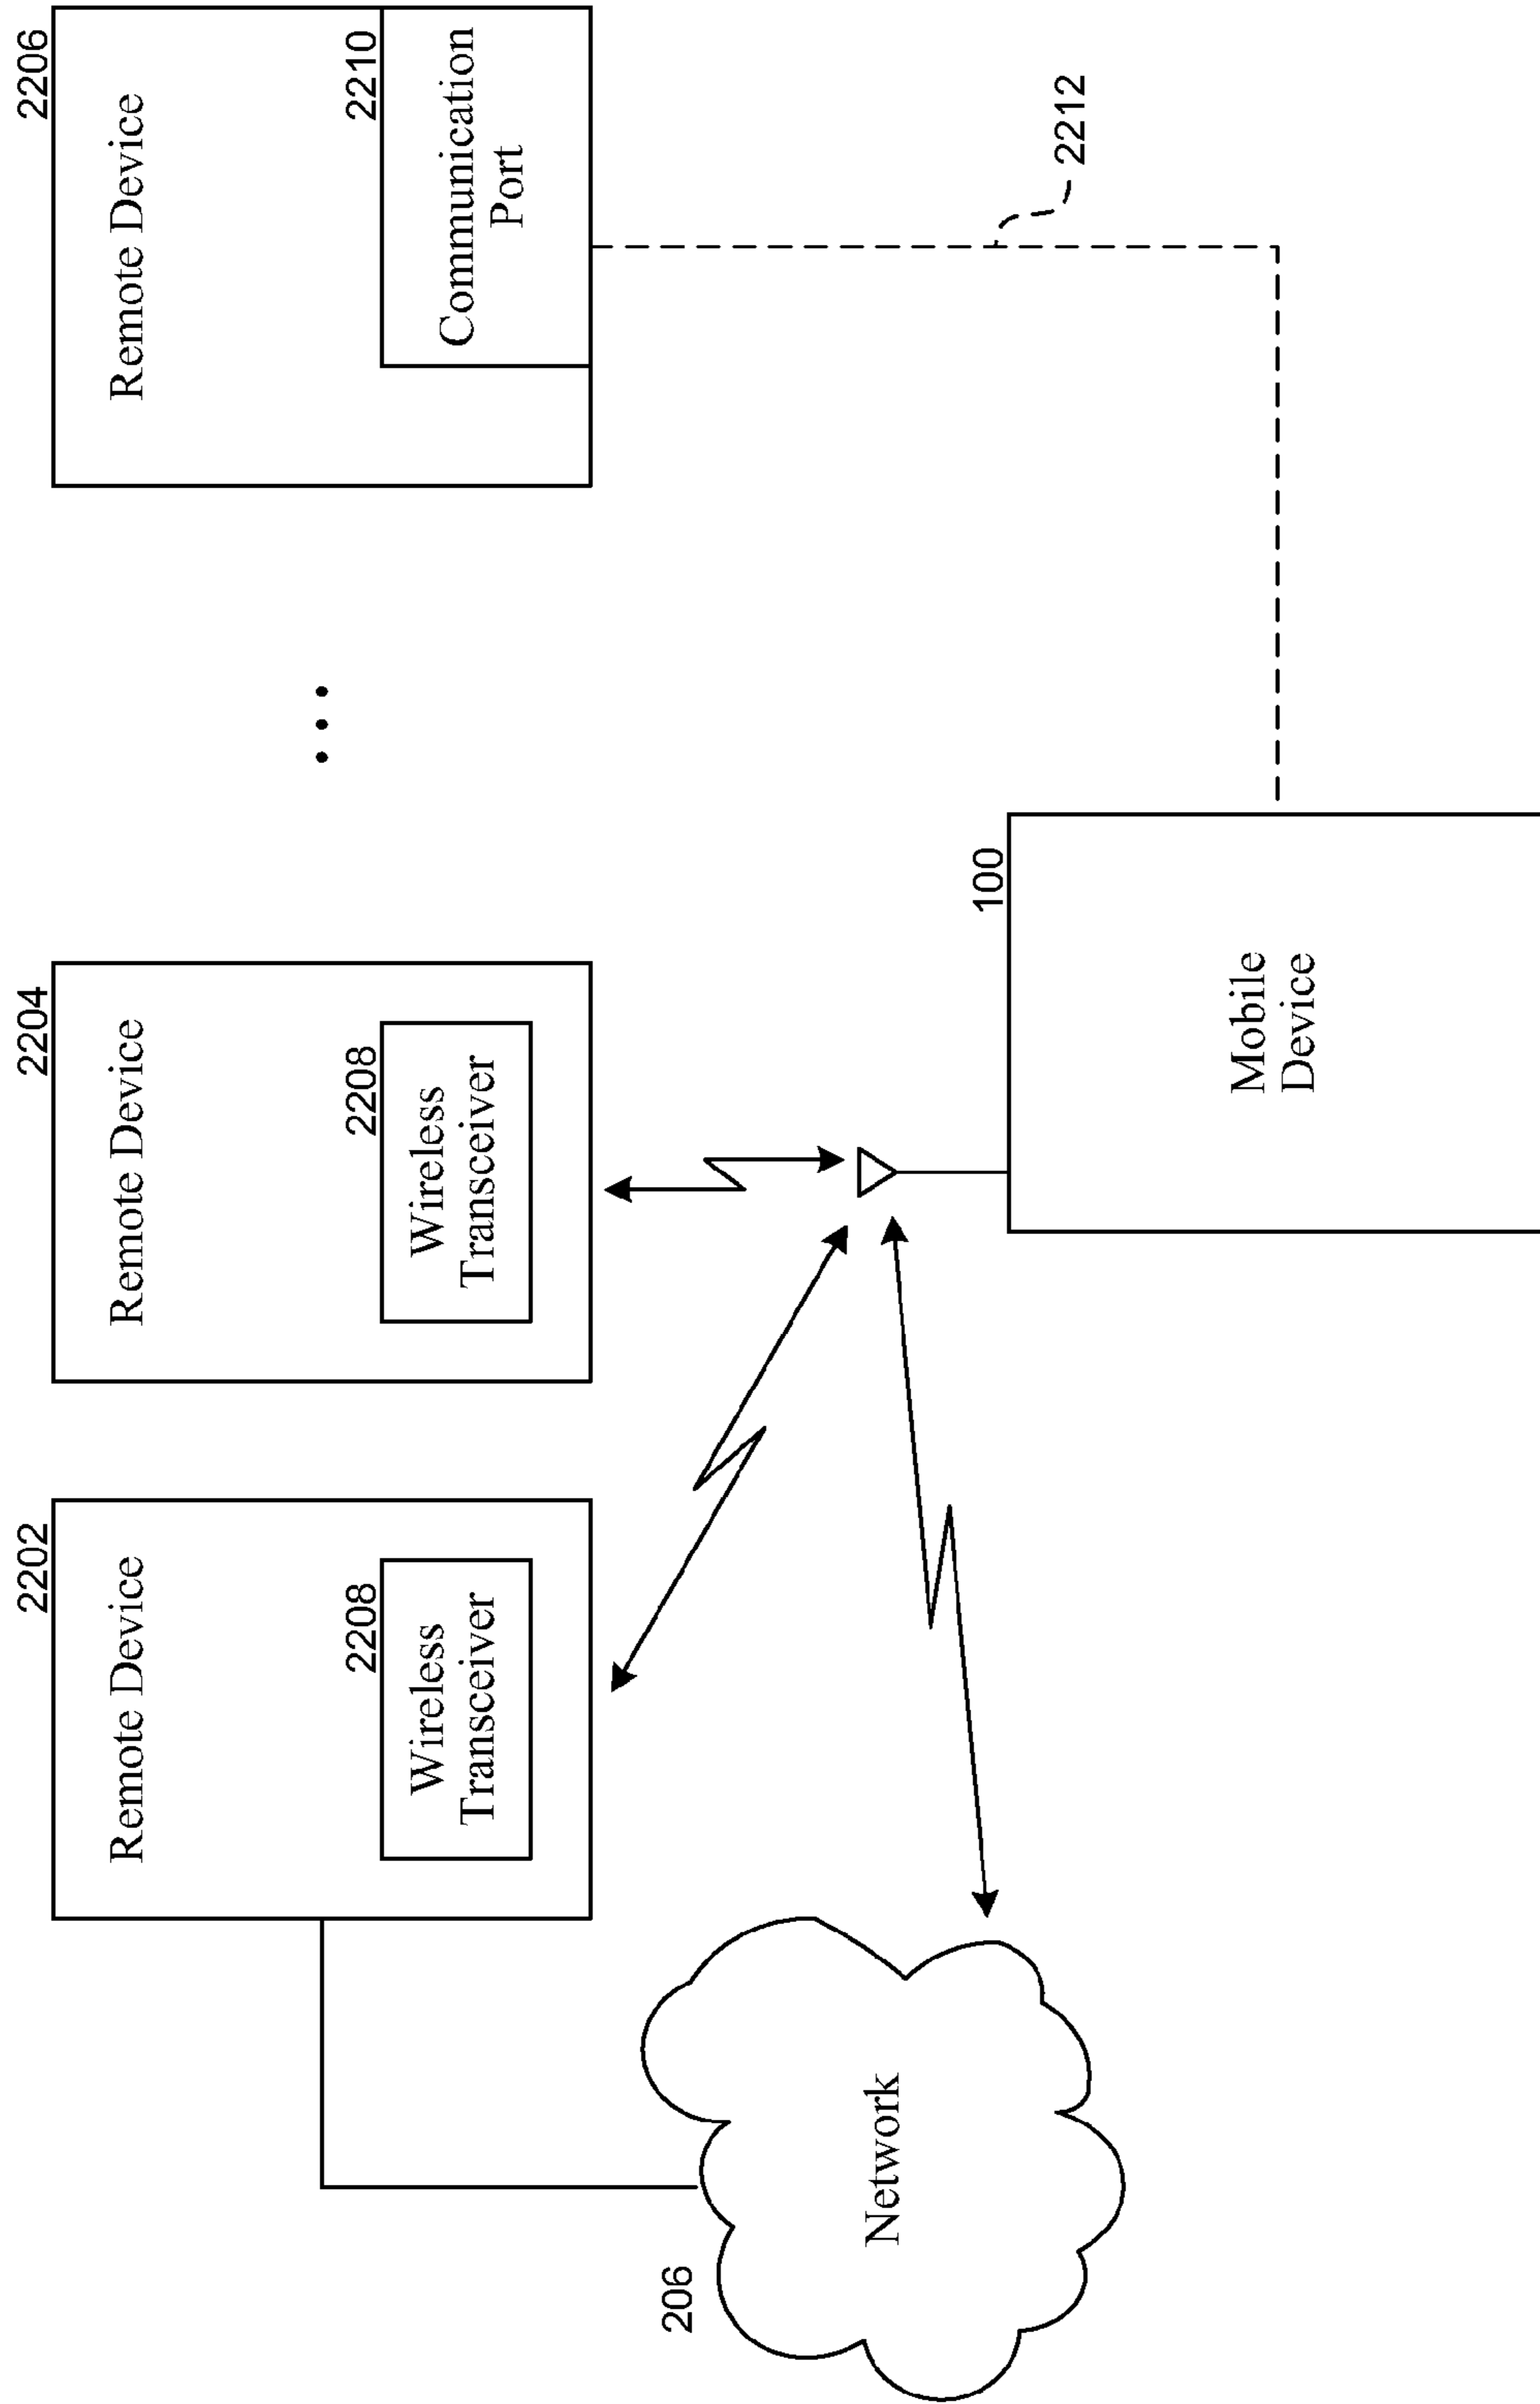 2202
Remote Device
2208
Wireless
Transceiver
2204
Remote Device
2208
Wireless
Transceiver
2206
Remote Device
2210
Communication
Port
206
Network
100
Mobile
Device
2212